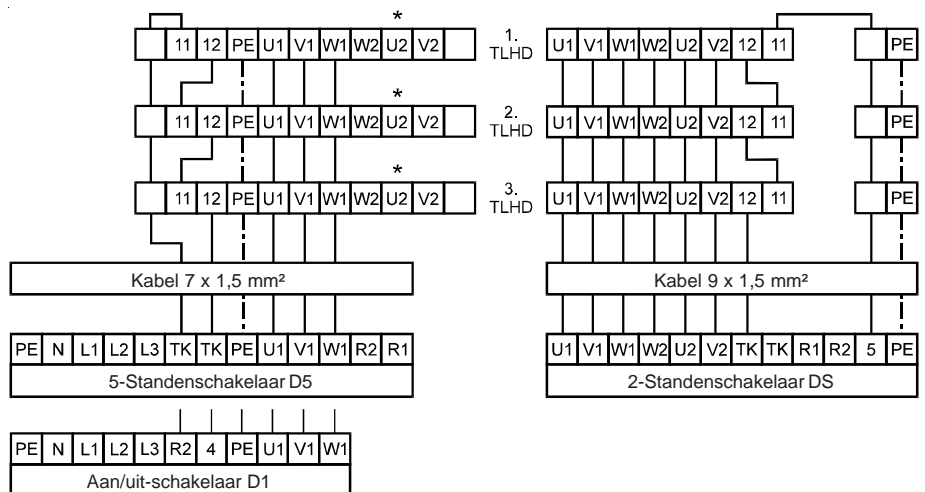 * 
11 12 PE U1 V1 W1 W2 U2 V2 1. TLHD U1 V1 W1 W2 U2 V2 12 11 PE
*
11 12 PE U1 V1 W1 W2 U2 V2 2. TLHD U1 V1 W1 W2 U2 V2 12 11 PE
*
11 12 PE U1 V1 W1 W2 U2 V2 3. TLHD U1 V1 W1 W2 U2 V2 12 11 PE
Kabel 7 x 1,5 mm² Kabel 9 x 1,5 mm²
PE N L1 L2 L3 TK TK PE U1 V1 W1 R2 R1 U1 V1 W1 W2 U2 V2 TK TK R1 R2 5 PE
5-Standenschakelaar D5 2-Standenschakelaar DS
PE N L1 L2 L3 R2 4 PE U1 V1 W1
Aan/uit-schakelaar D1